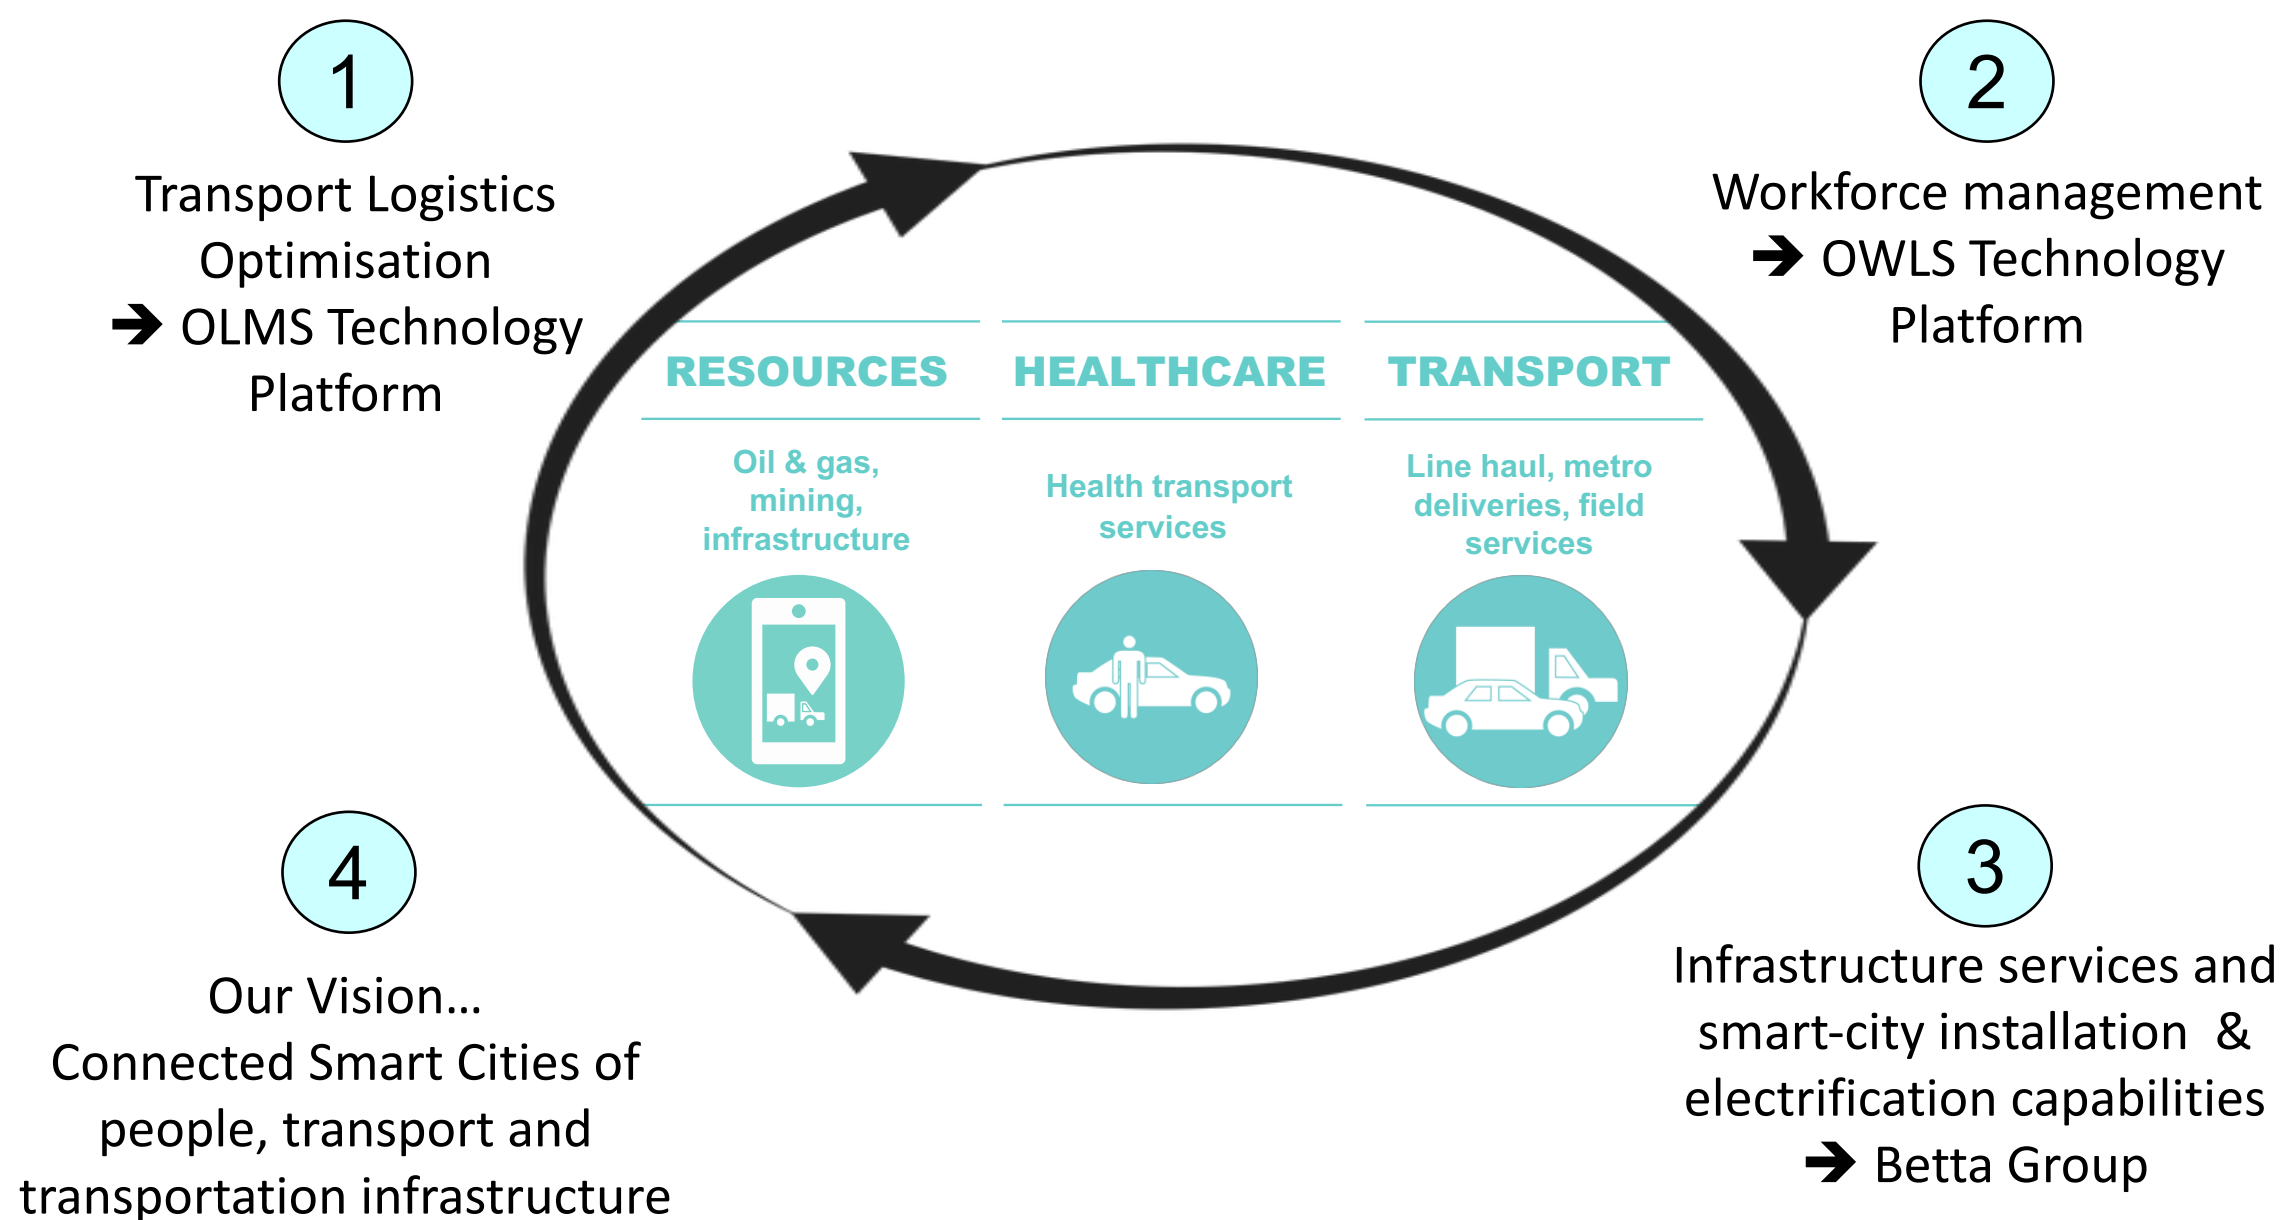 1
Transport Logistics
Optimisation
➔ OLMS Technology
Platform
2
Workforce management
➔ OWLS Technology
Platform
RESOURCES
Oil & gas,
mining,
infrastructure
HEALTHCARE
Health transport
services
TRANSPORT
Line haul, metro
deliveries, field
services
3
Infrastructure services and
smart-city installation & 
electrification capabilities
➔ Betta Group
4
Our Vision...
Connected Smart Cities of
people, transport and
transportation infrastructure